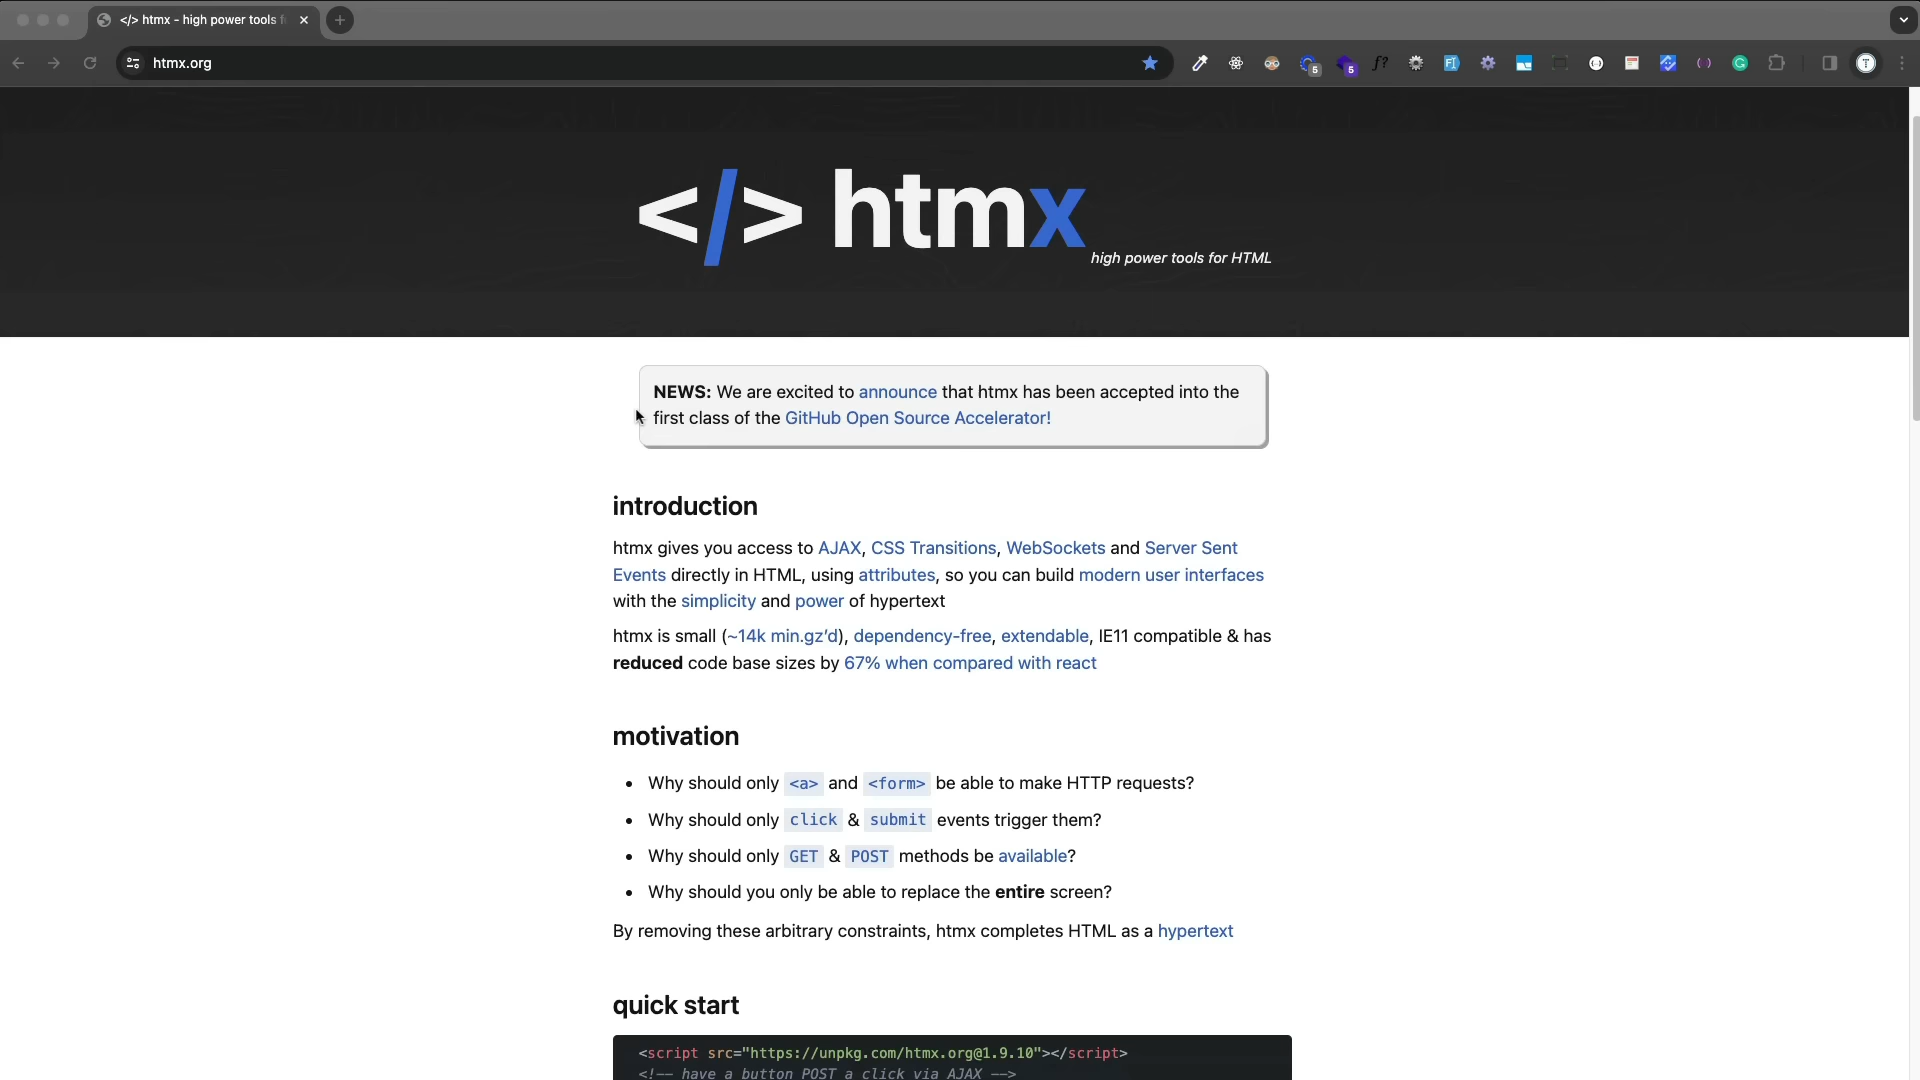 </> htmx - high power tools f
htmx.org
5
5
f?
FI
T
</> htmx
high power tools for HTML
NEWS: We are excited to announce that htmx has been accepted into the
first class of the GitHub Open Source Accelerator!
introduction
htmx gives you access to AJAX, CSS Transitions, WebSockets and Server Sent
Events directly in HTML, using attributes, so you can build modern user interfaces
with the simplicity and power of hypertext
htmx is small (~14k min.gz’d), dependency-free, extendable, IE11 compatible & has
reduced code base sizes by 67% when compared with react
motivation
• Why should only <a> and <form> be able to make HTTP requests?
• Why should only click & submit events trigger them?
• Why should only GET & POST methods be available?
• Why should you only be able to replace the entire screen?
By removing these arbitrary constraints, htmx completes HTML as a hypertext
quick start
<script src="https://unpkg.com/htmx.org@1.9.10"></script>
<!-- have a button POST a click via AJAX -->